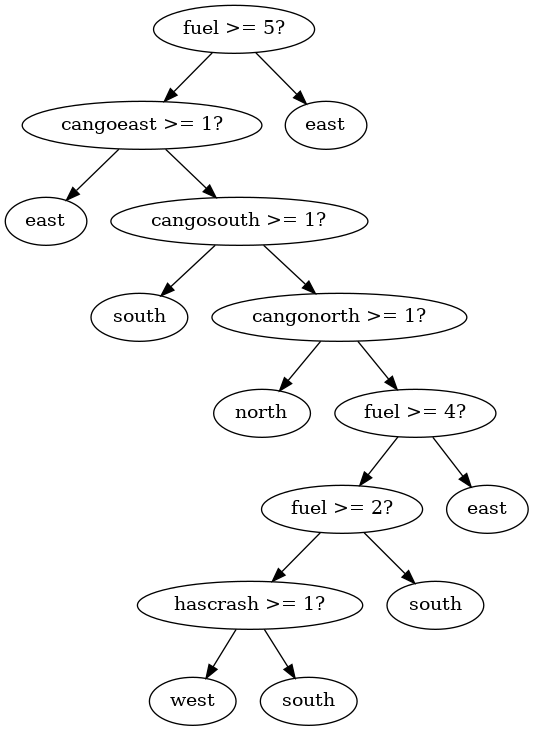 fuel >= 5?
cangoeast >= 1?
east
east
cangosouth >= 1?
south
cangonorth >= 1?
north
fuel >= 4?
fuel >= 2?
east
hascrash >= 1?
south
west
south